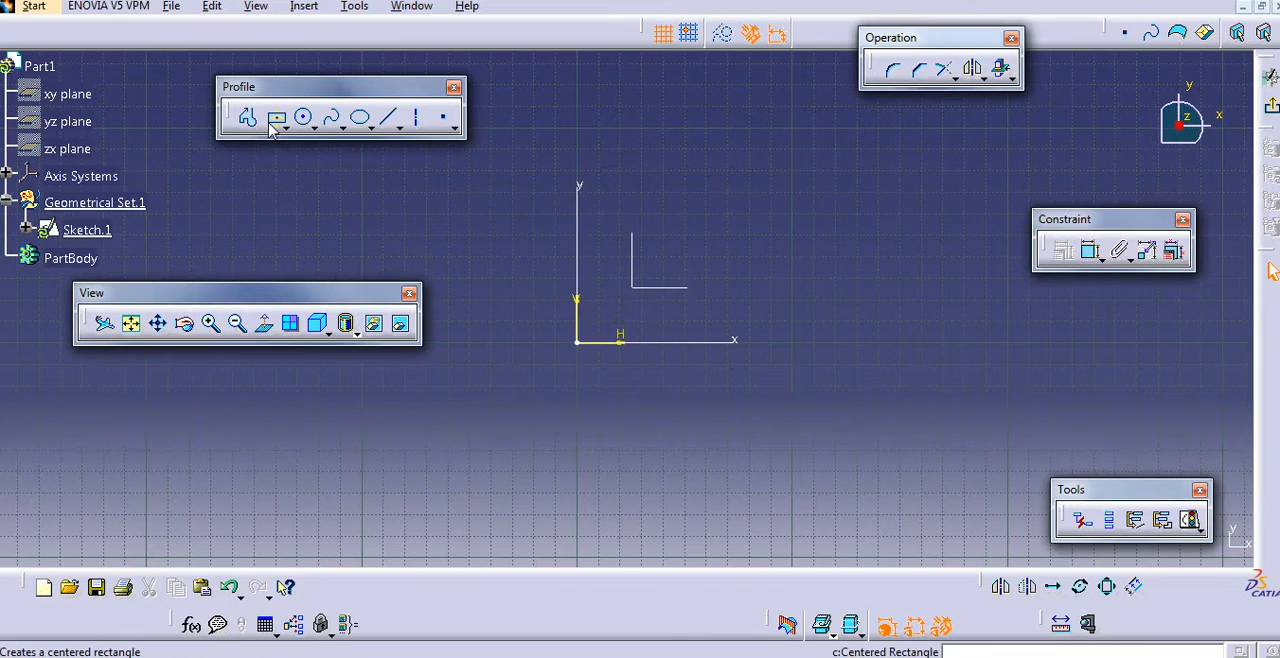 Start ENOVIA V5 VPM File Edit View Insert Tools Window Help
Operation
Part1
Profile
xy plane
yz plane
zx plane
Axis Systems
Geometrical Set.1
Sketch.1
PartBody
View
y
x
z
y
V
H
x
Constraint
Tools
y
x
CATIA
f(x)
Creates a centered rectangle
c:Centered Rectangle